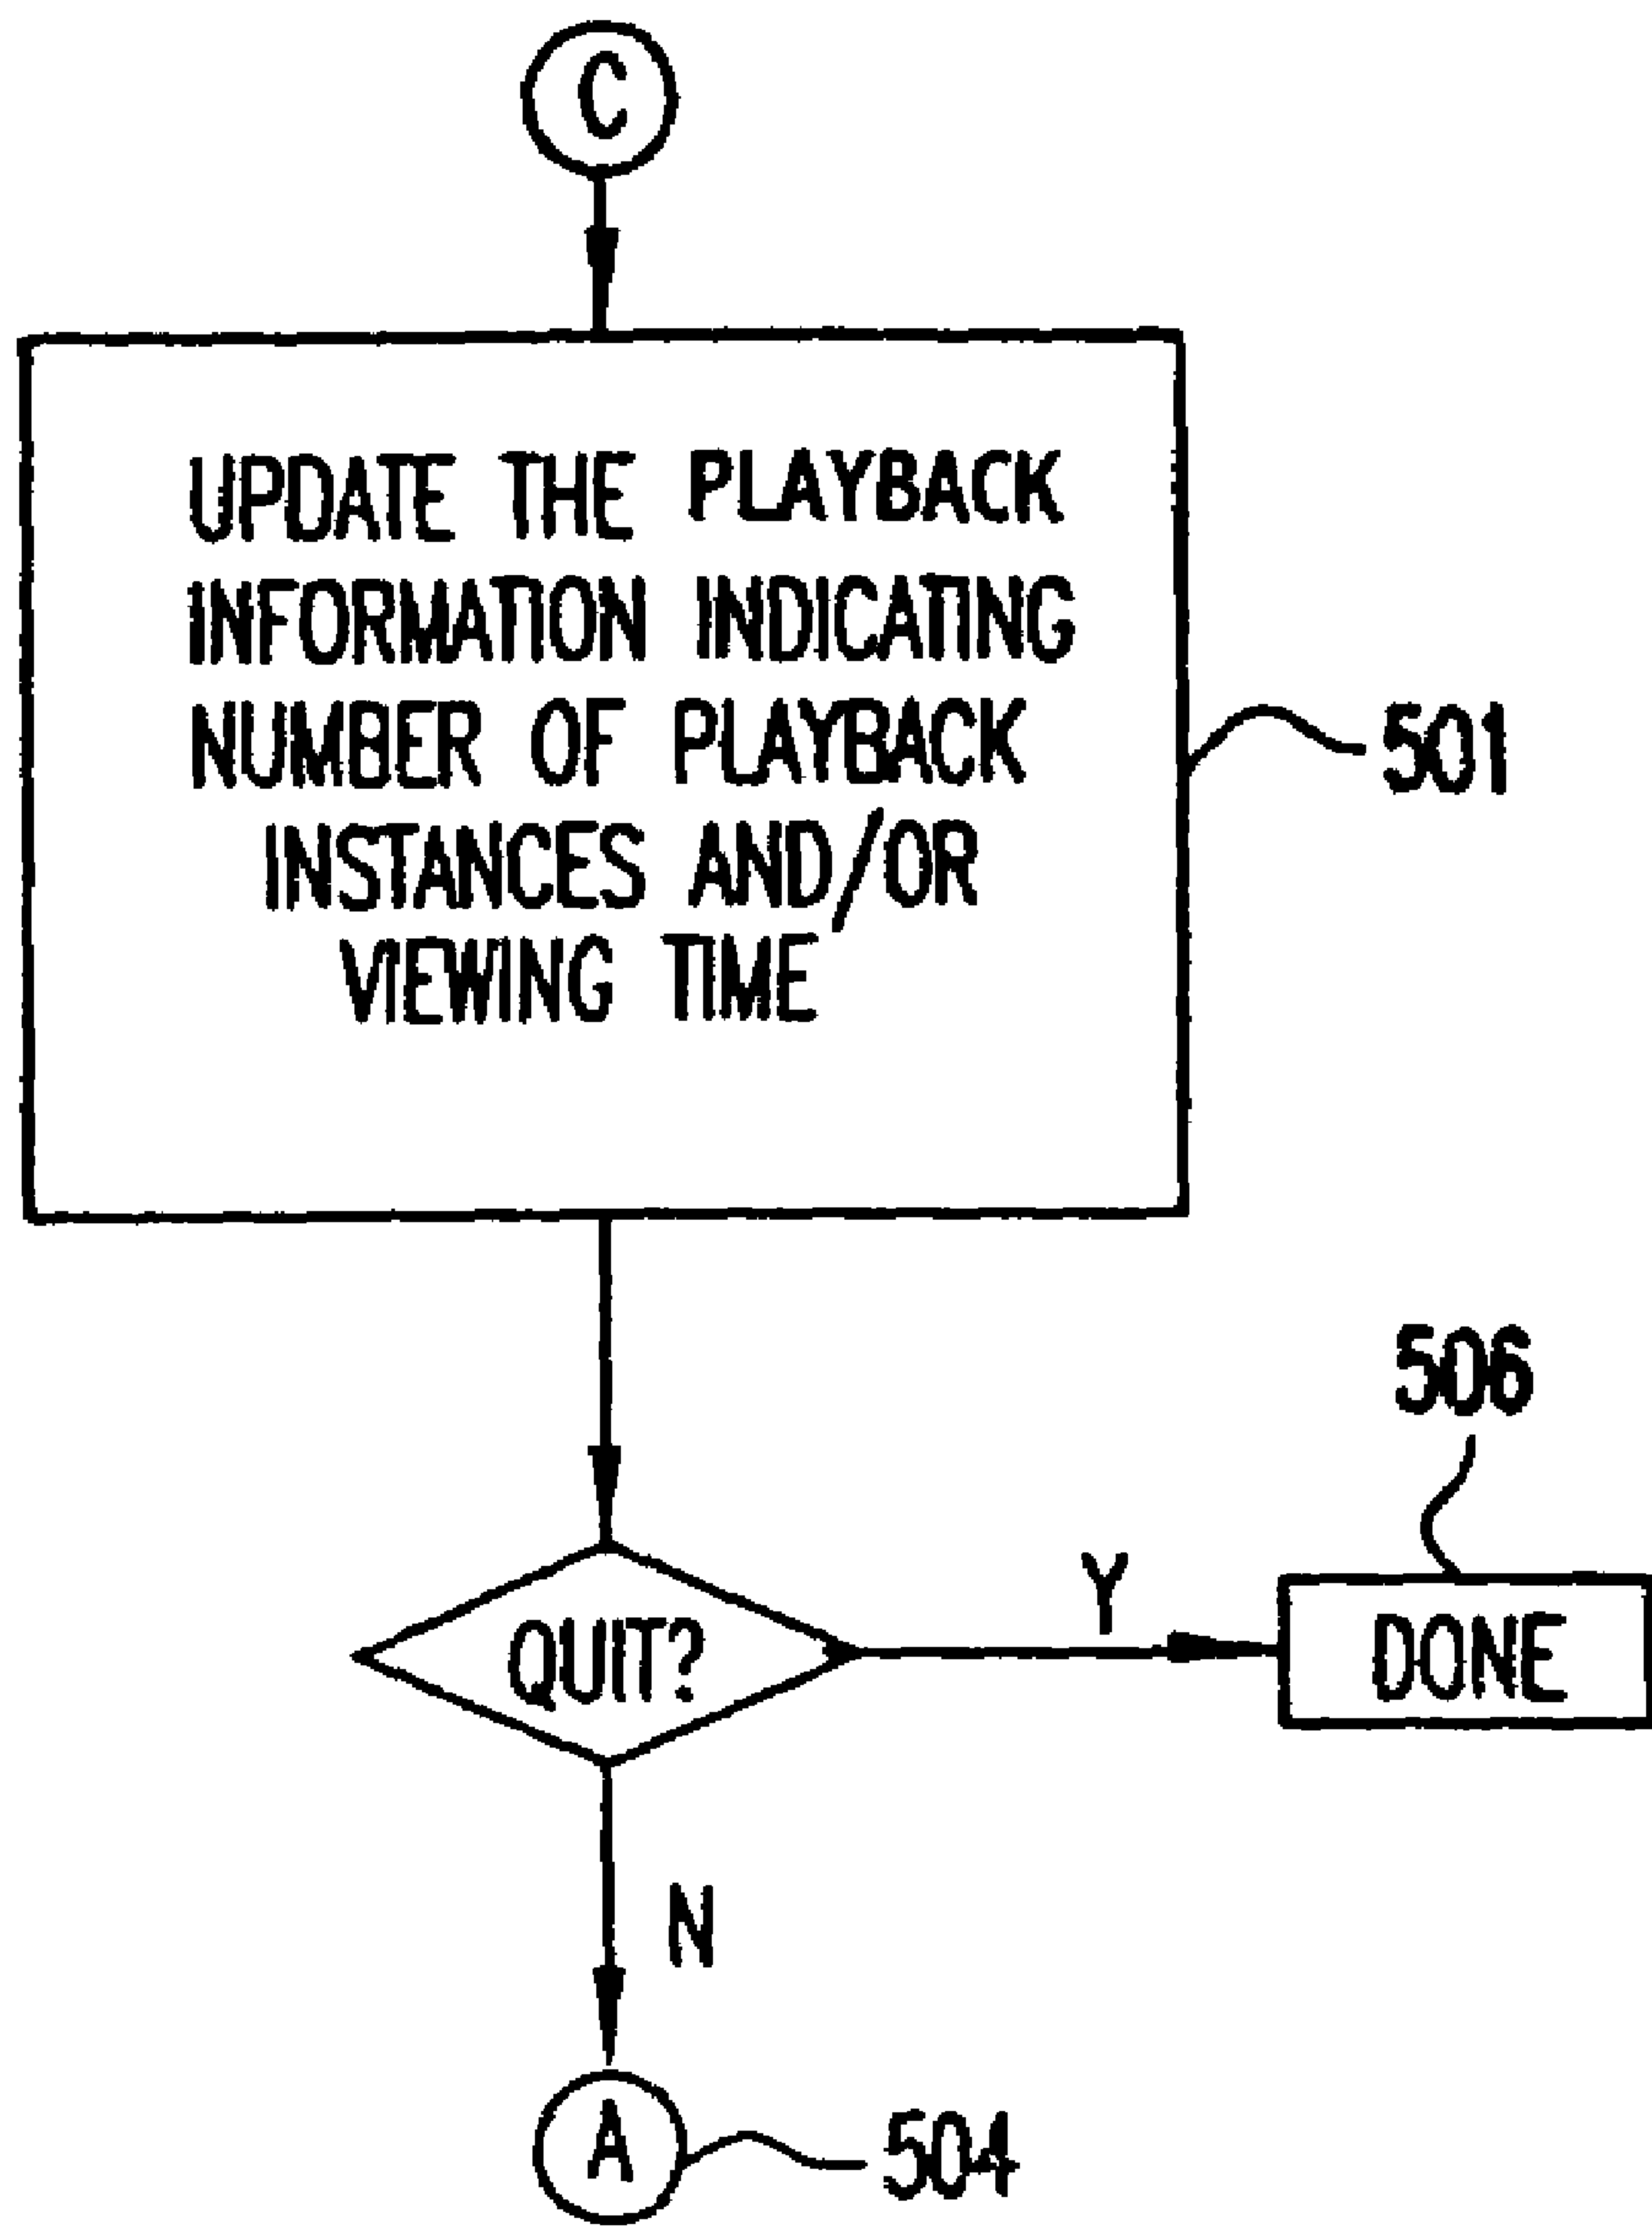 C
UPDATE THE PLAYBACK
INFORMATION INDICATING
NUMBER OF PLAYBACK
INSTANCES AND/OR
VIEWING TIME
501
506
Y
QUIT?
DONE
N
A
504